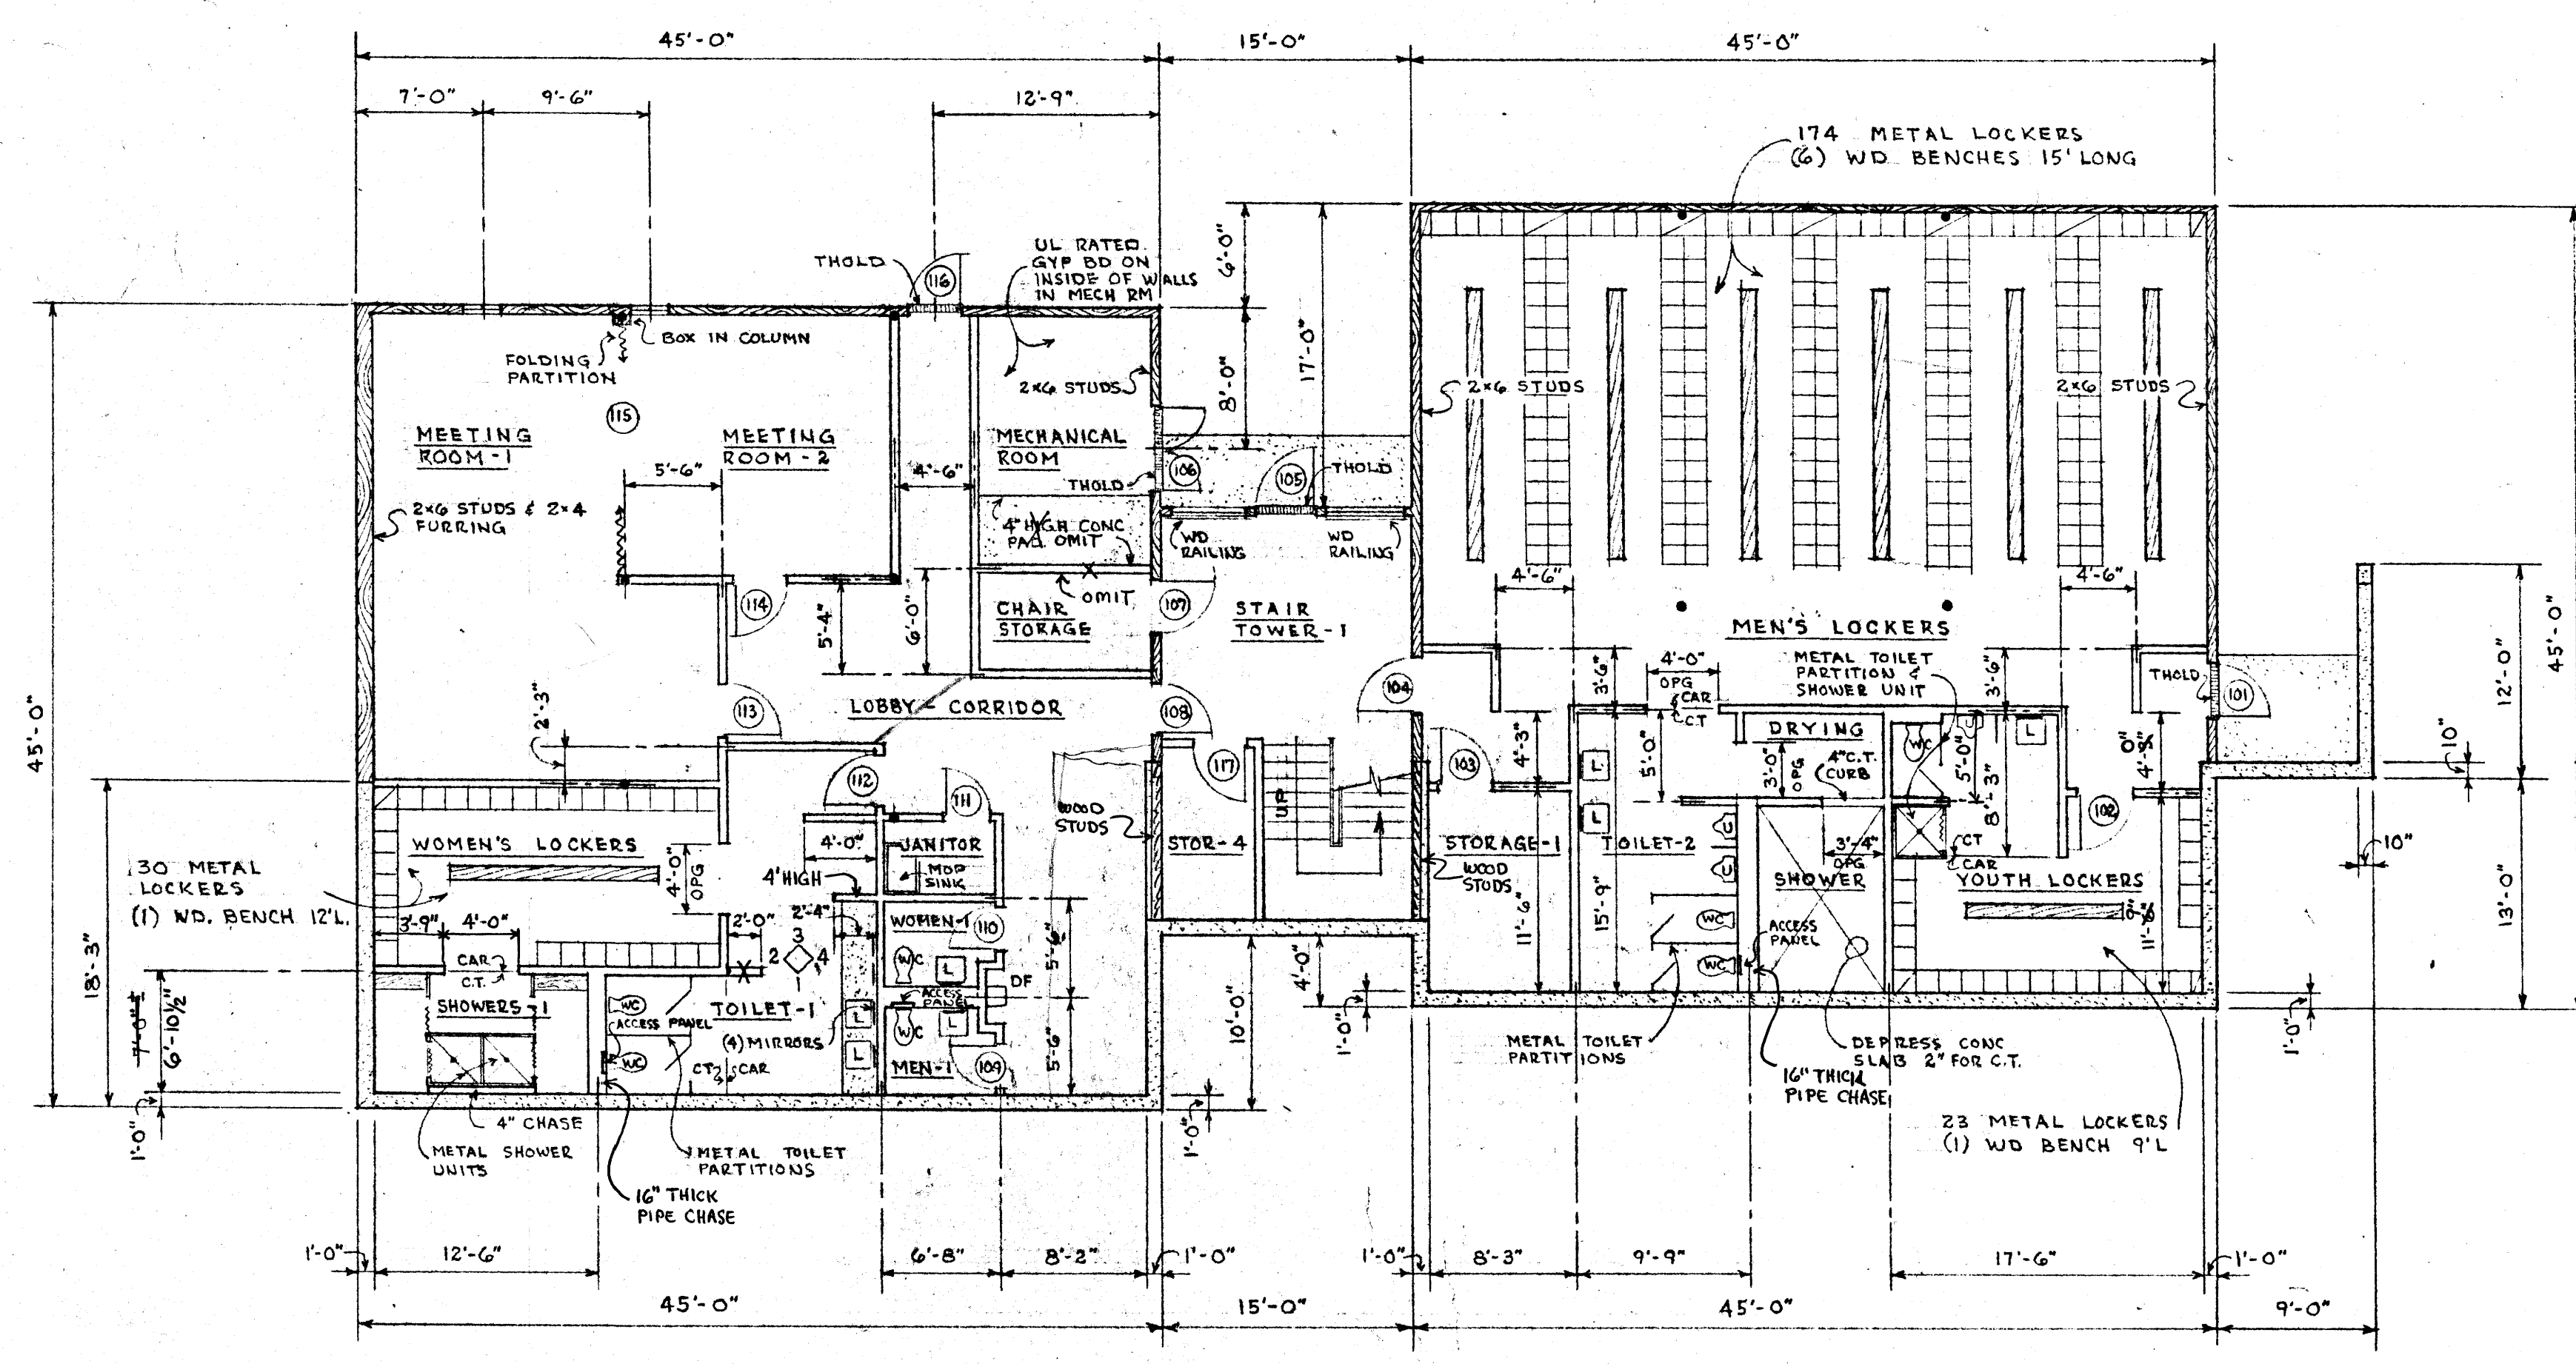 45'-0"
15'-0"
45'-0"
7'-0"
9'-6"
12'-9"
174 METAL LOCKERS
(6) WD BENCHES 15' LONG
THOLD
116
UL RATED
GYP BD ON
INSIDE OF WALLS
IN MECH RM
6'-0"
17'-0"
8'-0"
BOX IN COLUMN
FOLDING
PARTITION
115
MEETING
ROOM-1
MEETING
ROOM-2
5'-6"
4'-6"
2x6 STUDS
MECHANICAL
ROOM
THOLD
106
105
THOLD
2x6 STUDS
2x6 STUDS
2x6 STUDS & 2x4
FURRING
4" HIGH CONC
PAD OMIT
WD
RAILING
WD
RAILING
OMIT
114
5'-4"
6'-0"
CHAIR
STORAGE
107
STAIR
TOWER-1
4'-6"
4'-6"
MEN'S LOCKERS
METAL TOILET
PARTITION &
SHOWER UNIT
3'-6"
4'-0"
OPG
CAR
C.T
3'-6"
THOLD
101
12'-0"
45'-0"
10"
104
113
LOBBY - CORRIDOR
108
2'-3"
45'-0"
112
111
117
UP
103
4'-3"
5'-0"
DRYING
3'-0"
OPG
4" C.T.
CURB
WC
5'-0"
8'-3"
L
102
WOOD
STUDS
WOMEN'S LOCKERS
4'-0"
4'-0"
OPG
JANITOR
MOP
SINK
STOR-4
STORAGE-1
WOOD
STUDS
TOILET-2
L
L
3'-4"
OPG
SHOWER
CT
CAR
YOUTH LOCKERS
10"
13'-0"
30 METAL
LOCKERS
(1) WD. BENCH 12'L.
4' HIGH
3'-9"
4'-0"
2'-0"
2'-4"
2
3
4
WOMEN-1
110
WC
L
5'-6"
DF
ACCESS
PANEL
11'-6"
15'-9"
WC
WC
ACCESS
PANEL
18'-3"
7'-0"
6'-10½"
CAR
C.T.
SHOWERS-1
WC
ACCESS PANEL
WC
TOILET-1
(4) MIRRORS
L
L
CT
CAR
WC
L
MEN-1
109
5'-6"
10'-0"
4'-0"
1'-0"
1'-0"
METAL TOILET
PARTITIONS
DEPRESS CONC
SLAB 2" FOR C.T.
16" THICK
PIPE CHASE
23 METAL LOCKERS
(1) WD BENCH 9'L
1'-0"
4" CHASE
METAL SHOWER
UNITS
METAL TOILET
PARTITIONS
16" THICK
PIPE CHASE
1'-0"
1'-0"
12'-6"
6'-8"
8'-2"
1'-0"
1'-0"
8'-3"
9'-9"
17'-6"
1'-0"
45'-0"
15'-0"
45'-0"
9'-0"